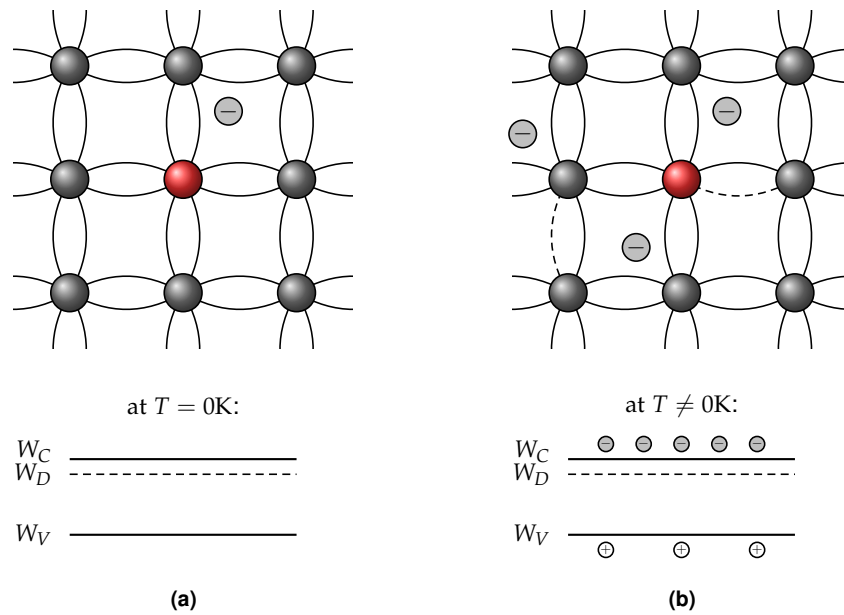 at T = 0K:
W_C
W_D
W_V
(a)
at T ≠ 0K:
W_C
W_D
W_V
(b)